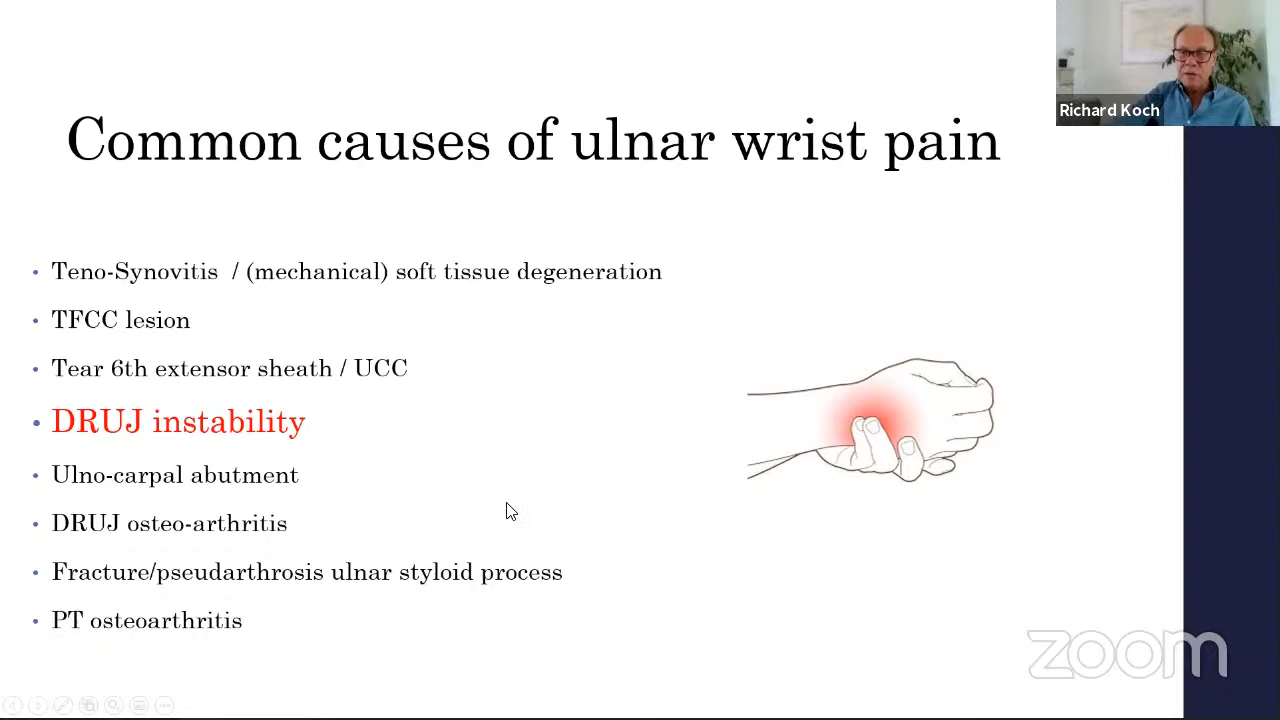 Richard Koch
Common causes of ulnar wrist pain
• Teno-Synovitis / (mechanical) soft tissue degeneration
• TFCC lesion
• Tear 6th extensor sheath / UCC
• DRUJ instability
• Ulno-carpal abutment
• DRUJ osteo-arthritis
• Fracture/pseudarthrosis ulnar styloid process
• PT osteoarthritis
zoom